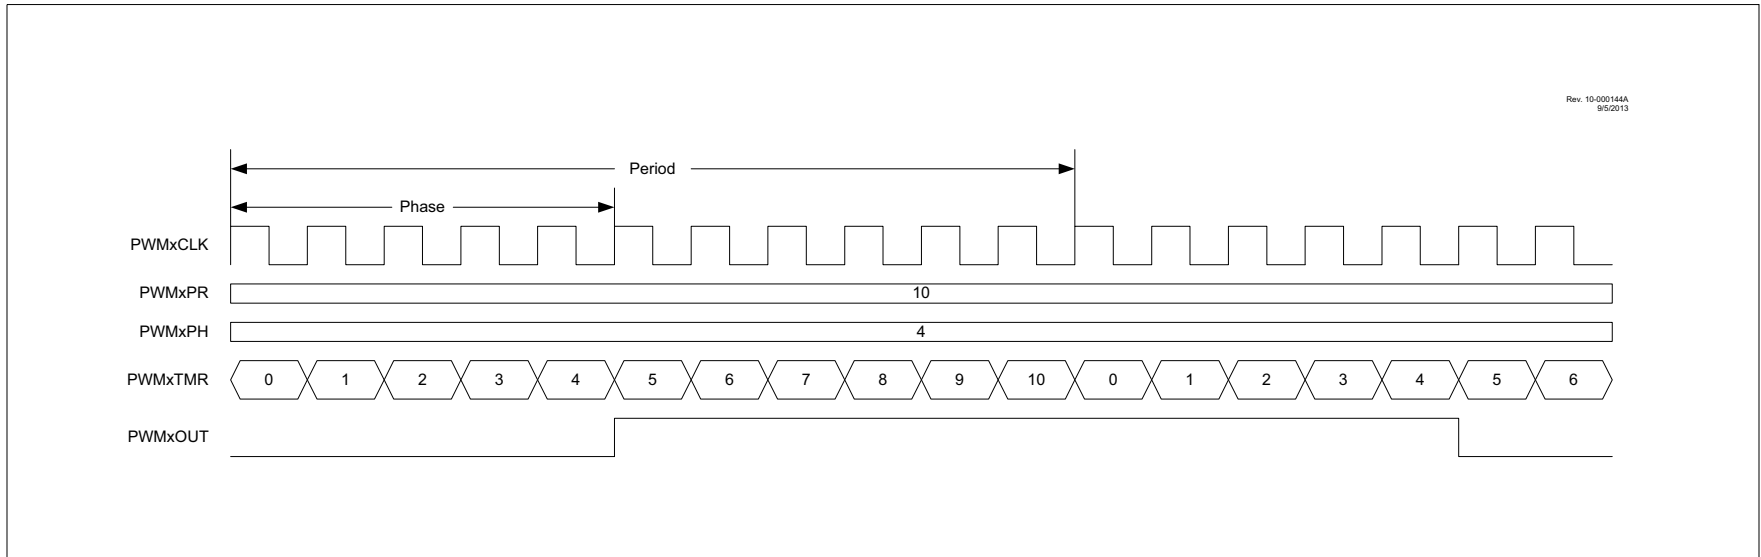 Rev. 10-000144A
9/5/2013
Period
Phase
PWMxCLK
PWMxPR
10
PWMxPH
4
PWMxTMR
0 1 2 3 4 5 6 7 8 9 10 0 1 2 3 4 5 6
PWMxOUT